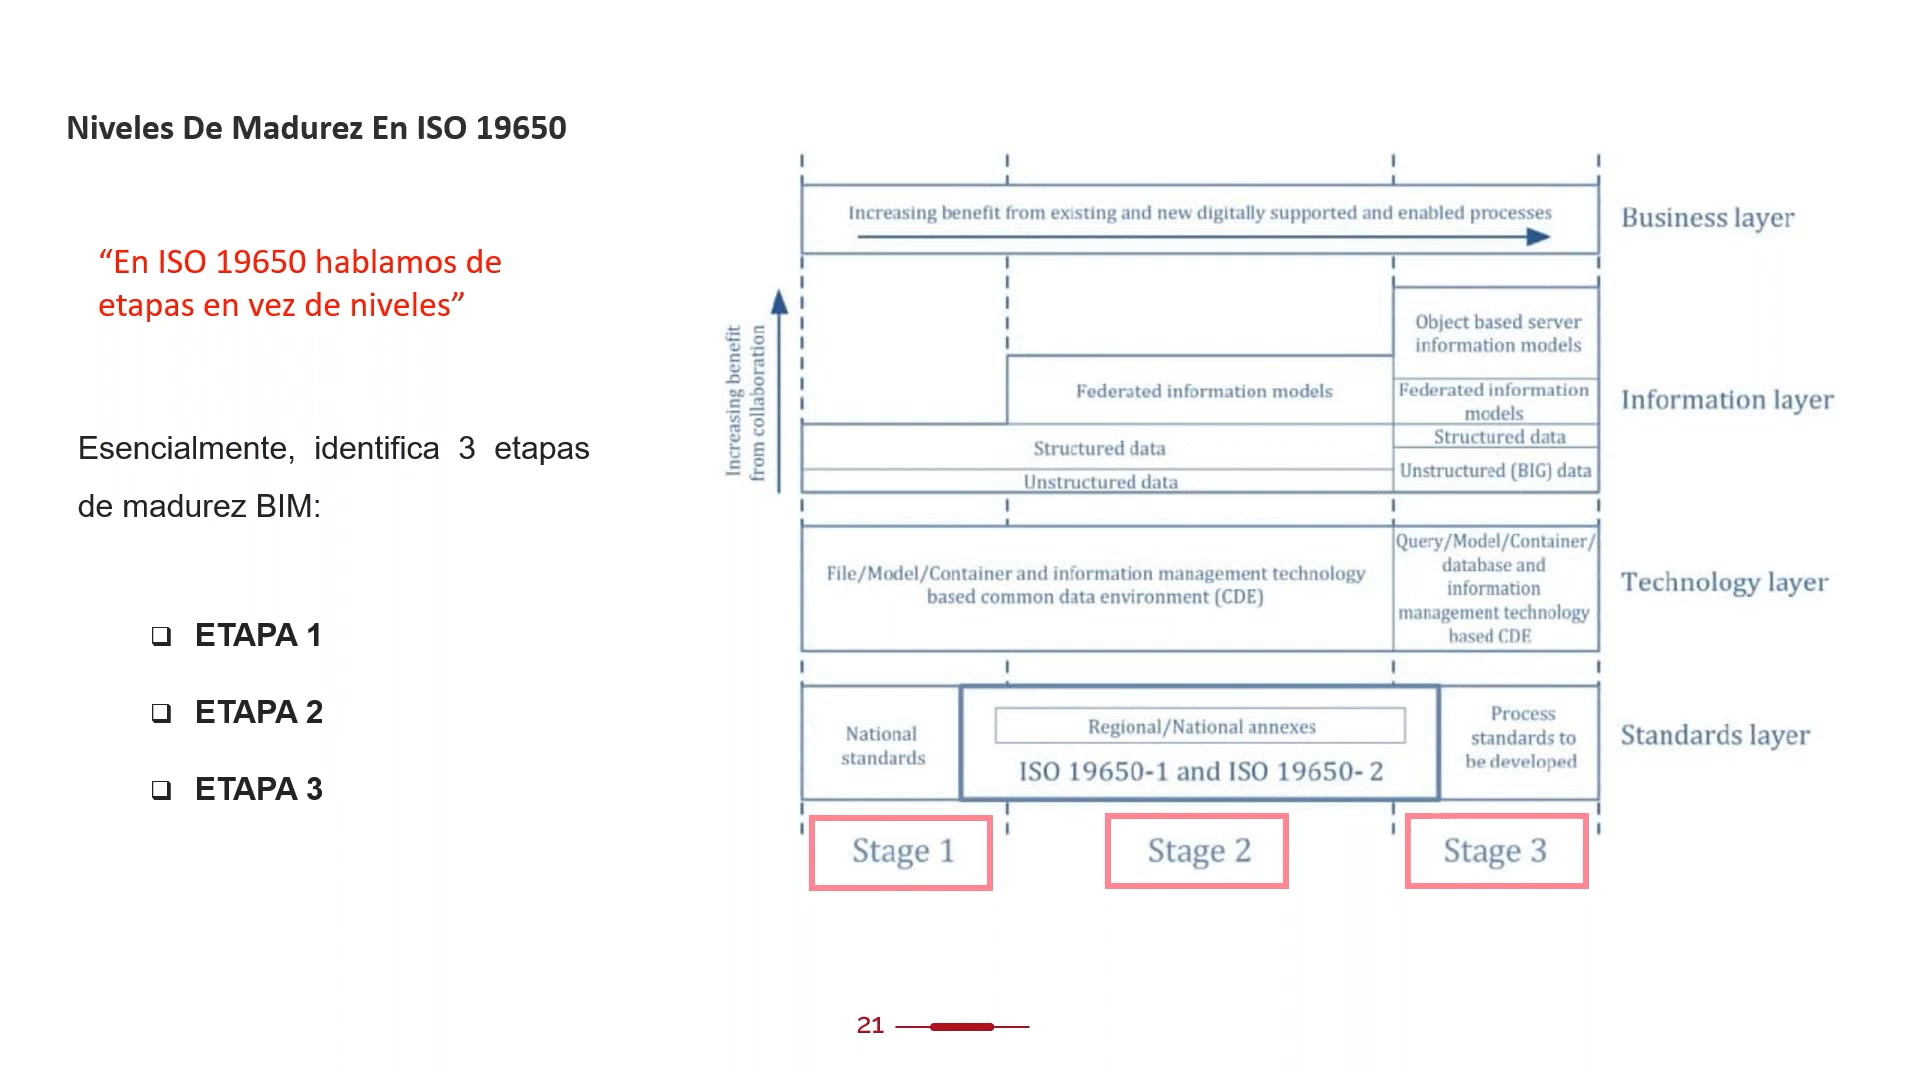 Niveles De Madurez En ISO 19650
“En ISO 19650 hablamos de
etapas en vez de niveles”
Esencialmente, identifica 3 etapas
de madurez BIM:
❑ ETAPA 1
❑ ETAPA 2
❑ ETAPA 3
Increasing benefit from existing and new digitally supported and enabled processes
Business layer
Increasing benefit
from collaboration
Object based server
information models
Federated information models
Federated information
models
Structured data
Structured data
Unstructured data
Unstructured (BIG) data
Information layer
File/Model/Container and information management technology
based common data environment (CDE)
Query/Model/Container/
database and
information
management technology
based CDE
Technology layer
National
standards
Regional/National annexes
ISO 19650-1 and ISO 19650- 2
Process
standards to
be developed
Standards layer
Stage 1
Stage 2
Stage 3
21